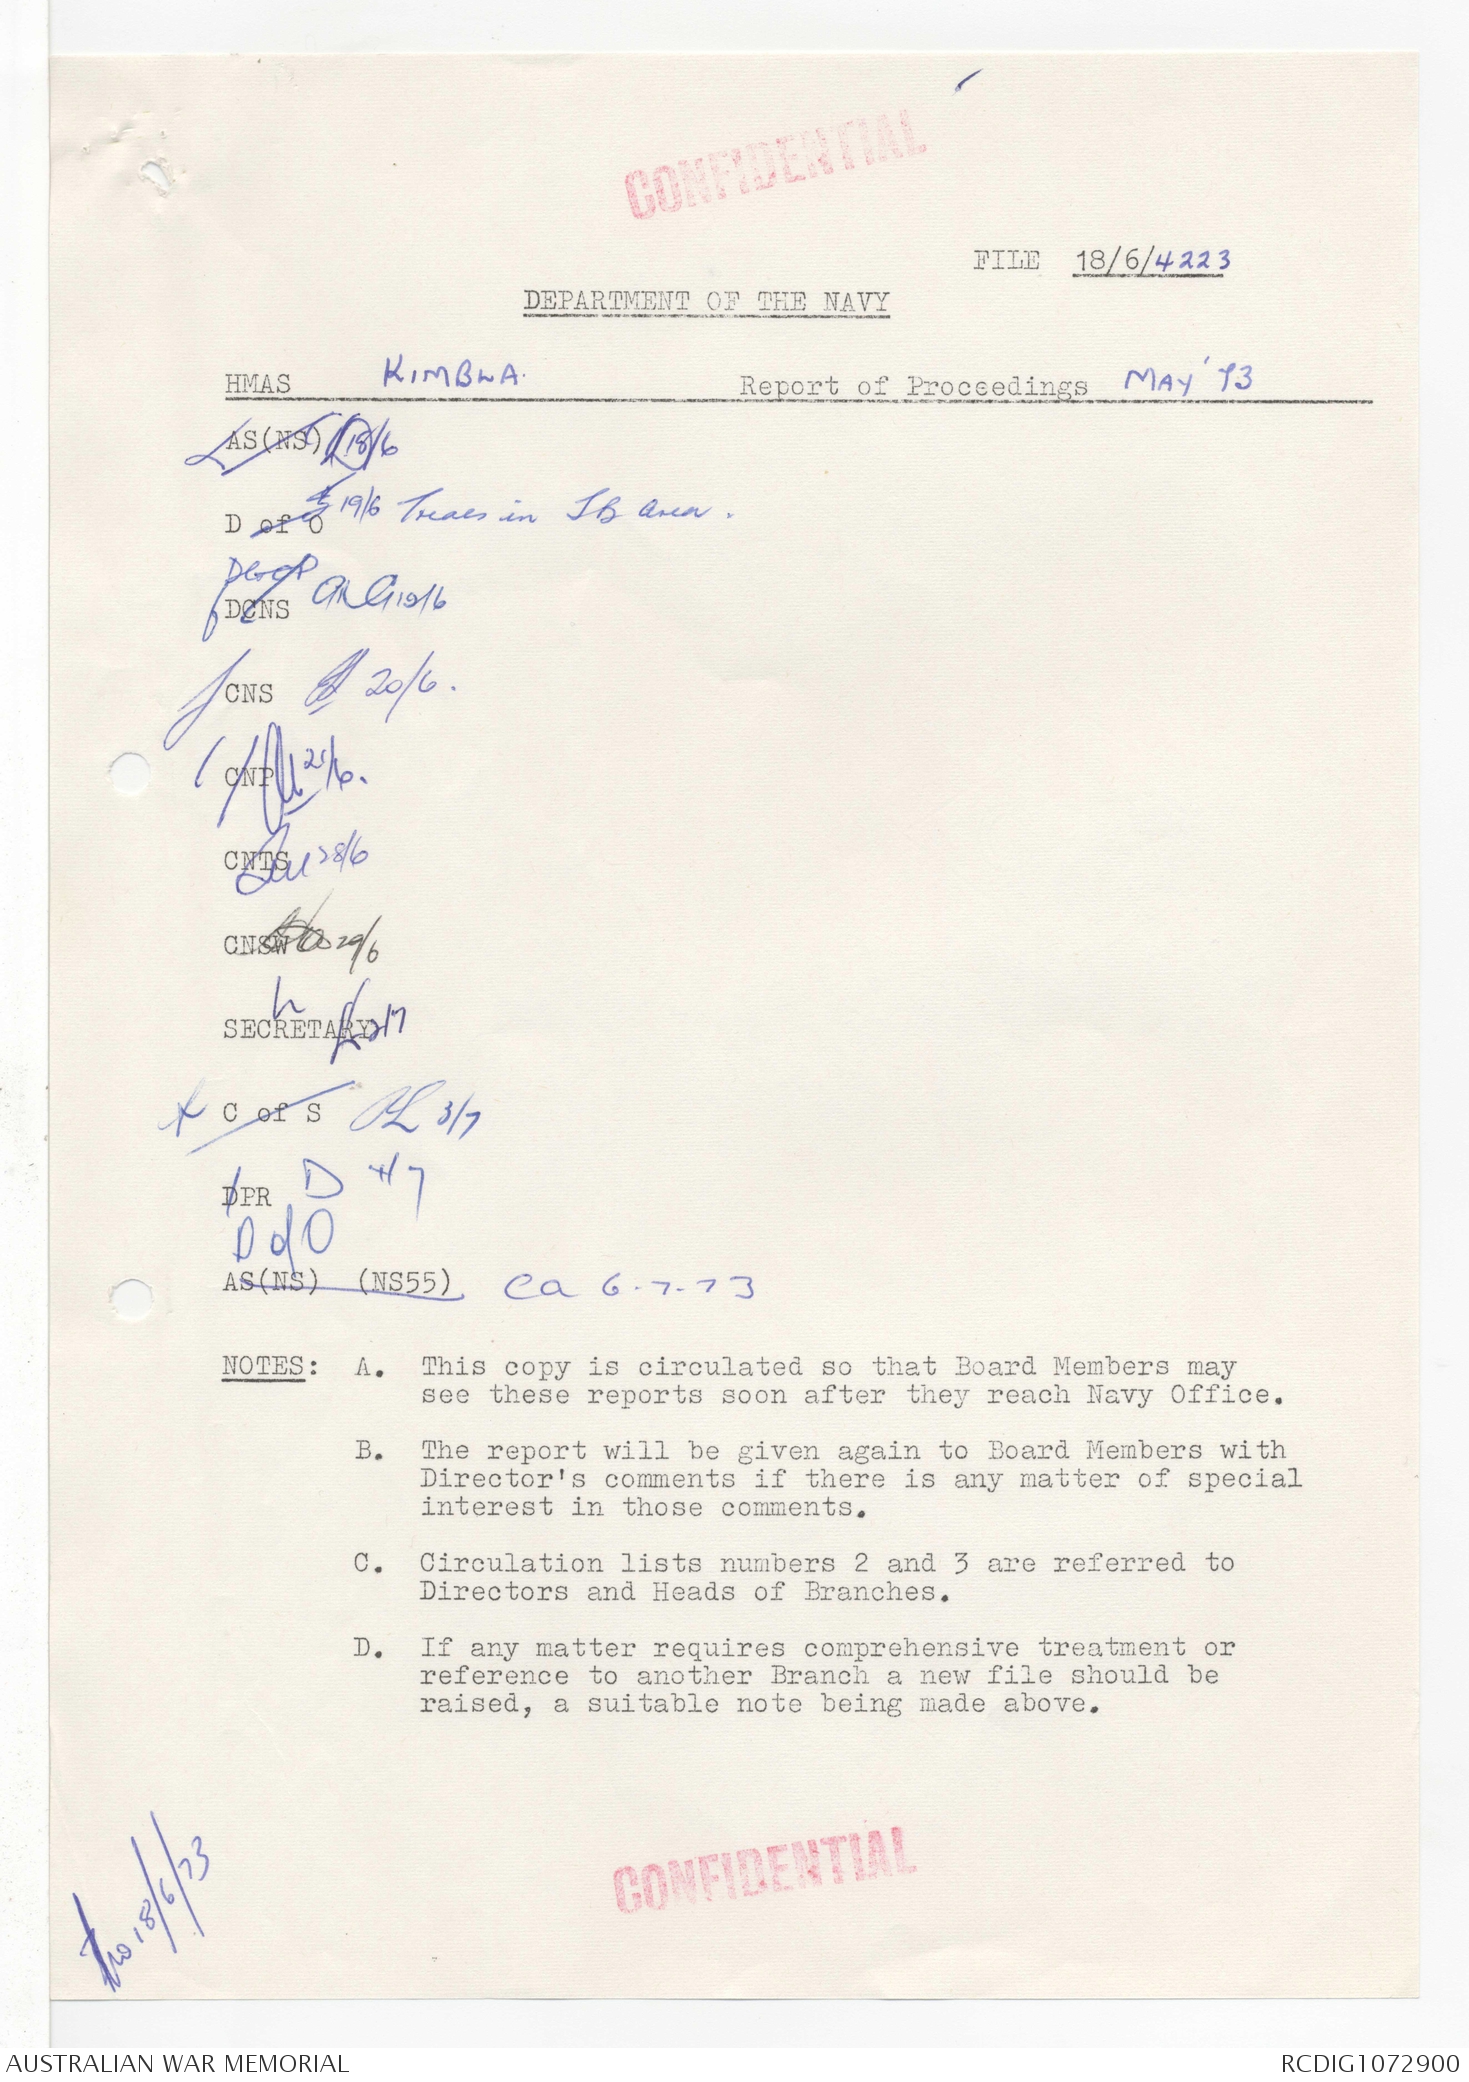 CONFIDENTIAL
FILE 18/6/4223
DEPARTMENT OF THE NAVY
HMAS KIMBLA. Report of Proceedings MAY '73
AS(NS) 18/6
D of O 19/6 in JB area.
DCNS 19/6
CNS 20/6.
CNP 21/6.
CNTS 28/6
CNSW 29/6
SECRETARY 2/7
C of S 3/7
DPR D 4/7
D of O
AS(NS) (NS55) ca 6.7.73
NOTES: A. This copy is circulated so that Board Members may
see these reports soon after they reach Navy Office.
B. The report will be given again to Board Members with
Director's comments if there is any matter of special
interest in those comments.
C. Circulation lists numbers 2 and 3 are referred to
Directors and Heads of Branches.
D. If any matter requires comprehensive treatment or
reference to another Branch a new file should be
raised, a suitable note being made above.
18/6/73
CONFIDENTIAL
AUSTRALIAN WAR MEMORIAL RCDIG1072900